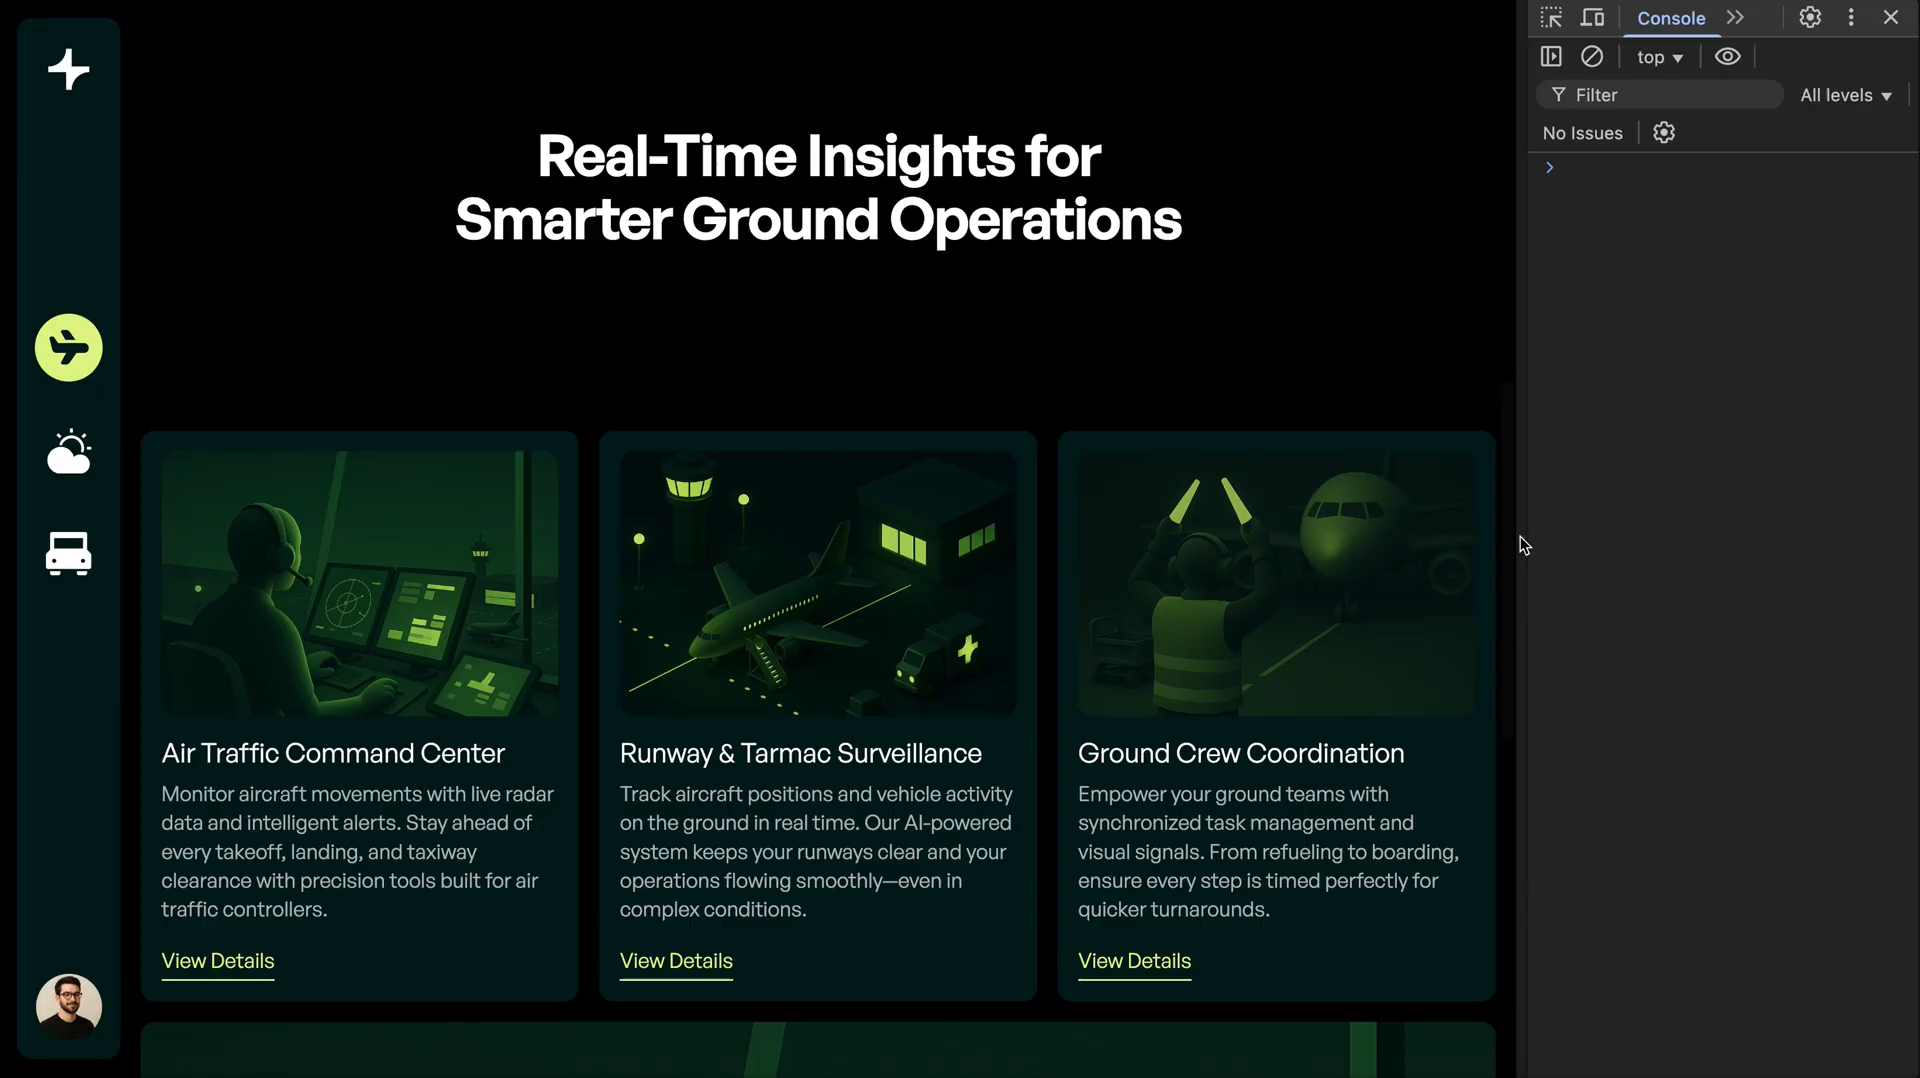 Real-Time Insights for
Smarter Ground Operations
Air Traffic Command Center
Monitor aircraft movements with live radar
data and intelligent alerts. Stay ahead of
every takeoff, landing, and taxiway
clearance with precision tools built for air
traffic controllers.
View Details
Runway & Tarmac Surveillance
Track aircraft positions and vehicle activity
on the ground in real time. Our AI-powered
system keeps your runways clear and your
operations flowing smoothly—even in
complex conditions.
View Details
Ground Crew Coordination
Empower your ground teams with
synchronized task management and
visual signals. From refueling to boarding,
ensure every step is timed perfectly for
quicker turnarounds.
View Details
Console
top
Filter
All levels
No Issues